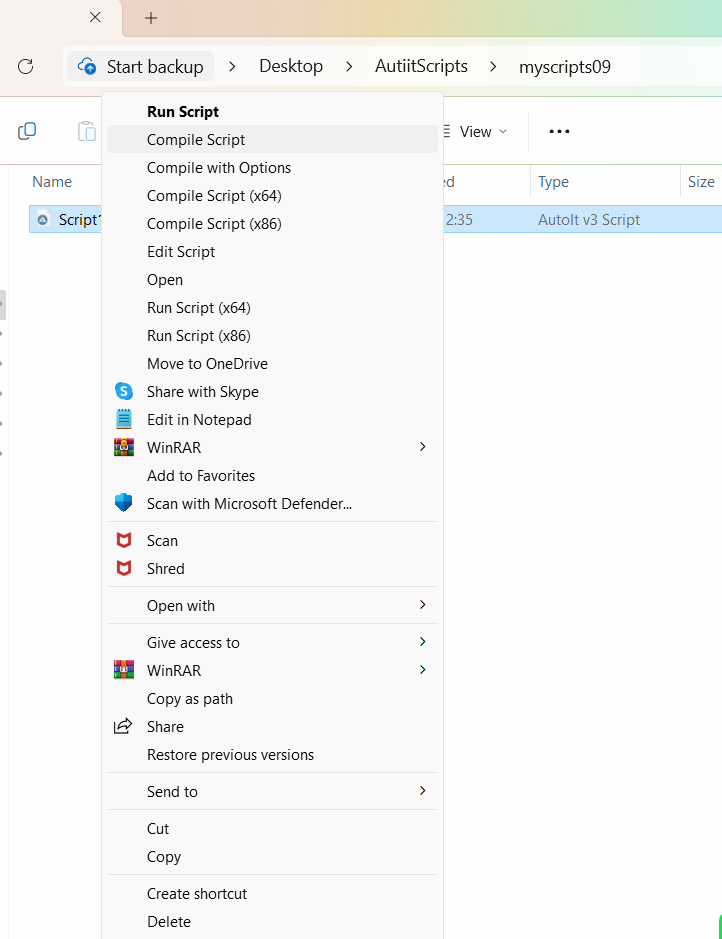 Start backup > Desktop > AutiitScripts > myscripts09
View
Name
Type
Size
Script1
2:35
AutoIt v3 Script
Run Script
Compile Script
Compile with Options
Compile Script (x64)
Compile Script (x86)
Edit Script
Open
Run Script (x64)
Run Script (x86)
Move to OneDrive
Share with Skype
Edit in Notepad
WinRAR
Add to Favorites
Scan with Microsoft Defender...
Scan
Shred
Open with
Give access to
WinRAR
Copy as path
Share
Restore previous versions
Send to
Cut
Copy
Create shortcut
Delete